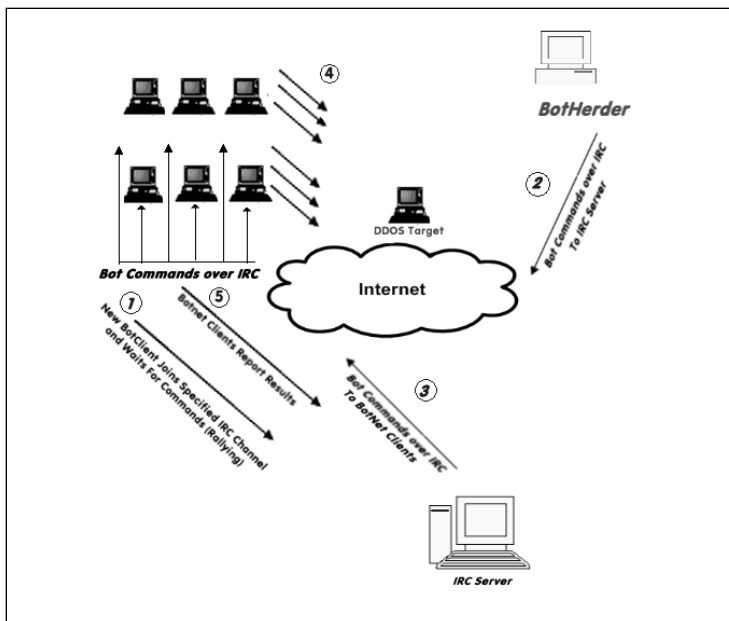 4
BotHerder
2
Bot Commands over IRC
To IRC Server
DDOS Target
Bot Commands over IRC
Internet
1
5
New BotClient Joins Specified IRC Channel
and Waits For Commands (Rallying)
Botnet Clients Report Results
3
Bot Commands over IRC
To BotNet Clients
IRC Server